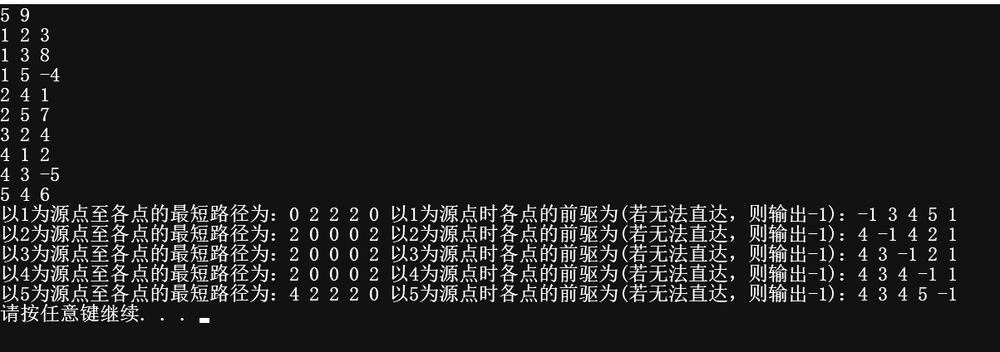 5 9
1 2 3
1 3 8
1 5 -4
2 4 1
2 5 7
3 2 4
4 1 2
4 3 -5
5 4 6
以1为源点至各点的最短路径为：0 2 2 2 0 以1为源点时各点的前驱为(若无法直达，则输出-1)：-1 3 4 5 1
以2为源点至各点的最短路径为：2 0 0 0 2 以2为源点时各点的前驱为(若无法直达，则输出-1)：4 -1 4 2 1
以3为源点至各点的最短路径为：2 0 0 0 2 以3为源点时各点的前驱为(若无法直达，则输出-1)：4 3 -1 2 1
以4为源点至各点的最短路径为：2 0 0 0 2 以4为源点时各点的前驱为(若无法直达，则输出-1)：4 3 4 -1 1
以5为源点至各点的最短路径为：4 2 2 2 0 以5为源点时各点的前驱为(若无法直达，则输出-1)：4 3 4 5 -1
请按任意键继续. . .